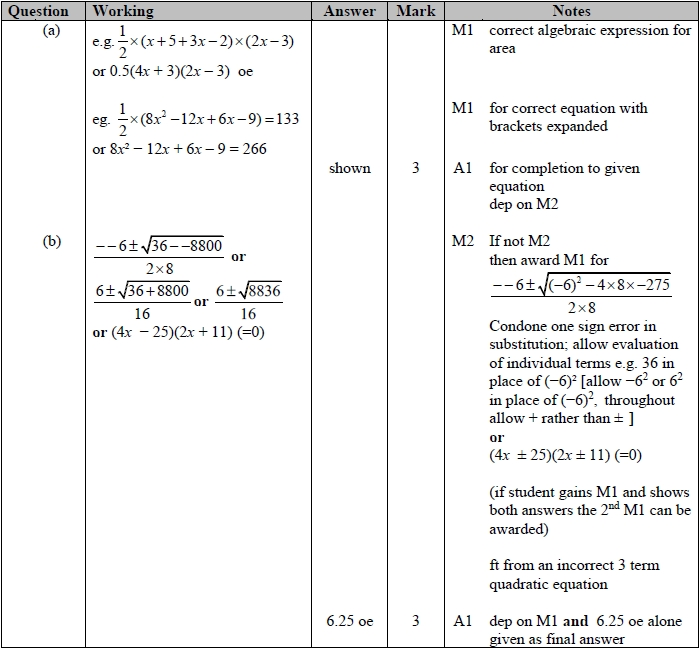 Question Working Answer Mark Notes
(a) e.g. 1/2 ×(x+5+3x−2)×(2x−3) M1 correct algebraic expression for
area
or 0.5(4x + 3)(2x − 3) oe
eg. 1/2 ×(8x² −12x+6x−9)=133 M1 for correct equation with
brackets expanded
or 8x² − 12x + 6x − 9 = 266
shown 3 A1 for completion to given
equation
dep on M2
(b) (−−6±√(36−−8800))/(2×8) or M2 If not M2
then award M1 for
(6±√(36+8800))/16 or (6±√8836)/16 (−−6±√((−6)²−4×8×−275))/(2×8)
or (4x − 25)(2x + 11) (=0) Condone one sign error in
substitution; allow evaluation
of individual terms e.g. 36 in
place of (−6)² [allow −6² or 6²
in place of (−6)², throughout
allow + rather than ± ]
or
(4x ± 25)(2x ± 11) (=0)
(if student gains M1 and shows
both answers the 2nd M1 can be
awarded)
ft from an incorrect 3 term
quadratic equation
6.25 oe 3 A1 dep on M1 and 6.25 oe alone
given as final answer